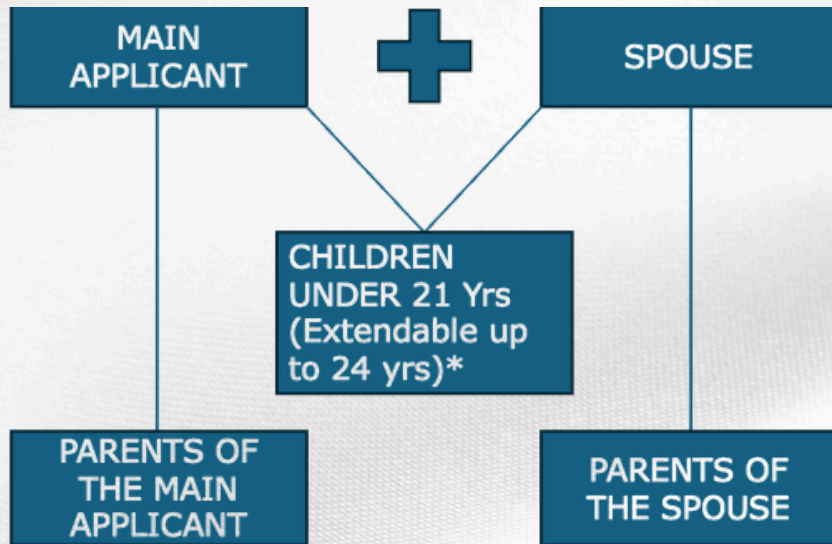 MAIN
APPLICANT
SPOUSE
CHILDREN
UNDER 21 Yrs
(Extendable up
to 24 yrs)*
PARENTS OF
THE MAIN
APPLICANT
PARENTS OF
THE SPOUSE